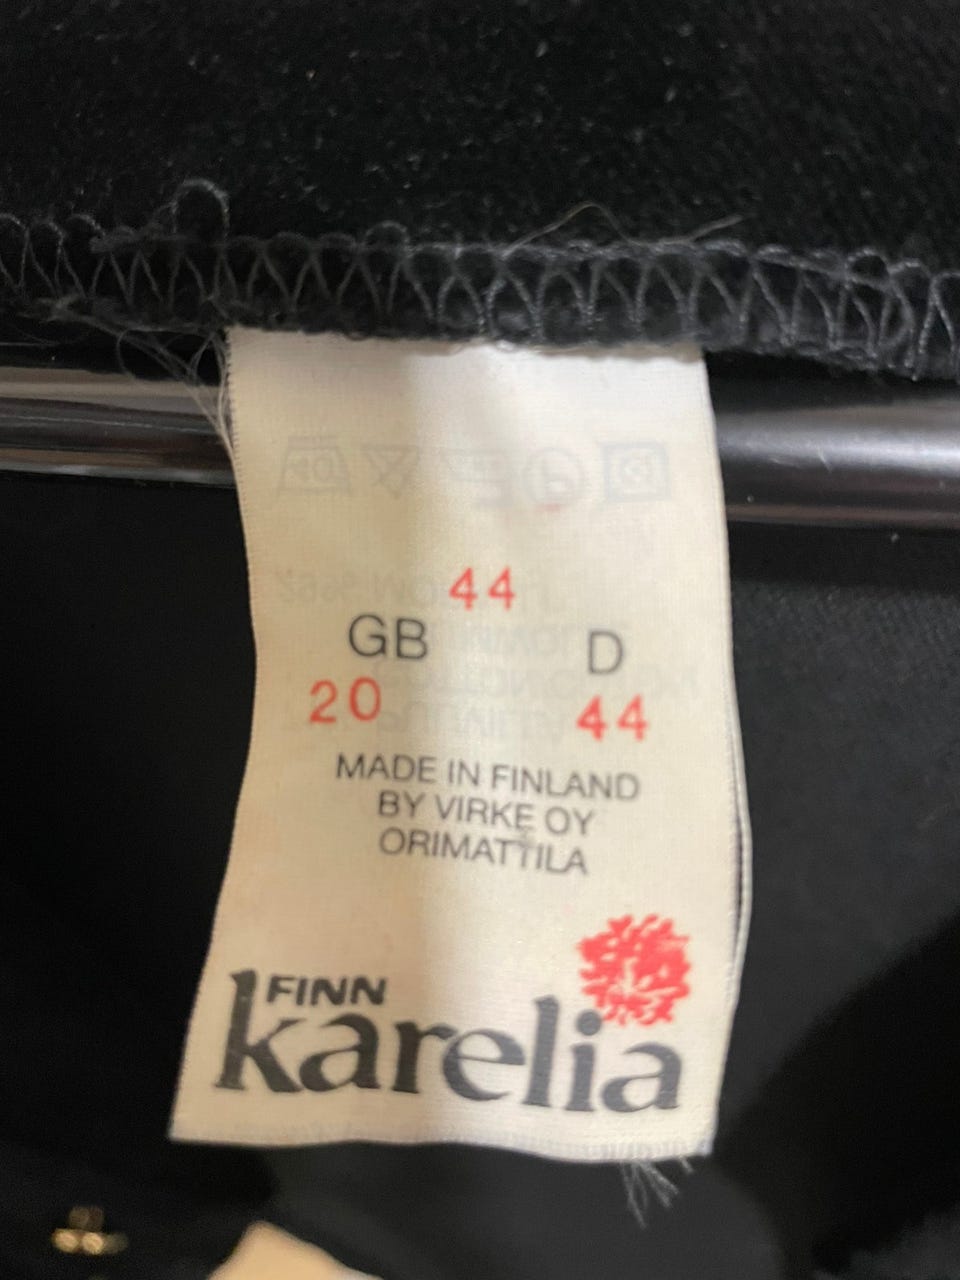 44
GB D
20 44
MADE IN FINLAND
BY VIRKE OY
ORIMATTILA
FINN
karelia